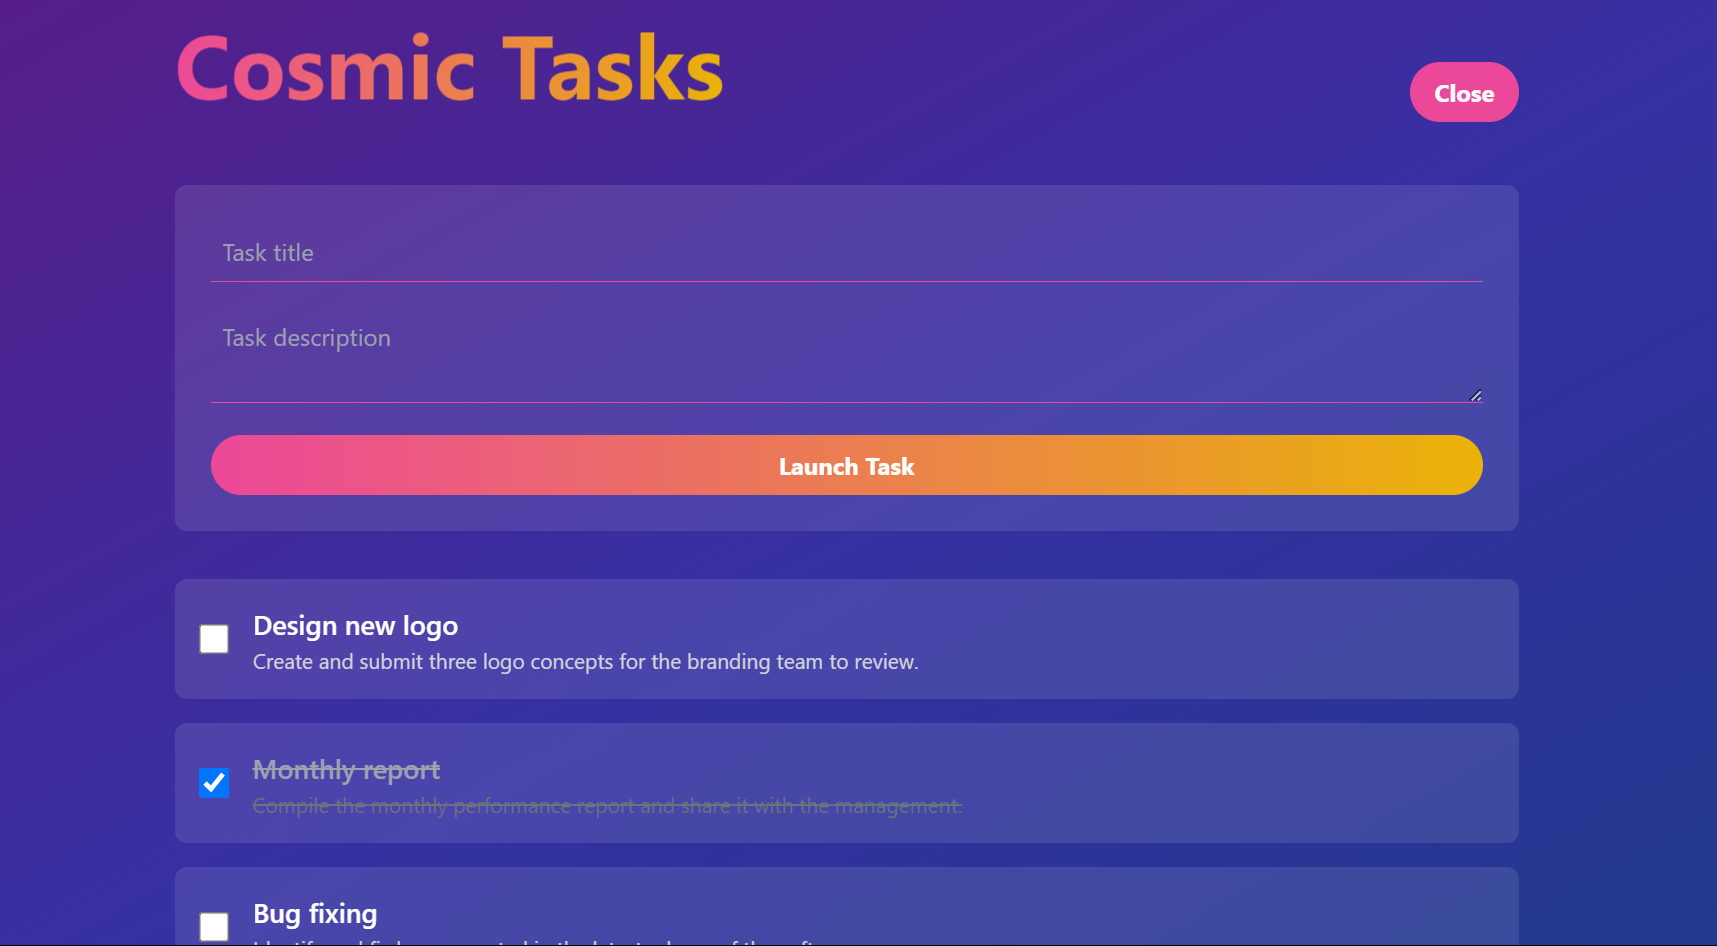 Cosmic Tasks
Close
Task title
Task description
Launch Task
Design new logo
Create and submit three logo concepts for the branding team to review.
Monthly report
Compile the monthly performance report and share it with the management.
Bug fixing